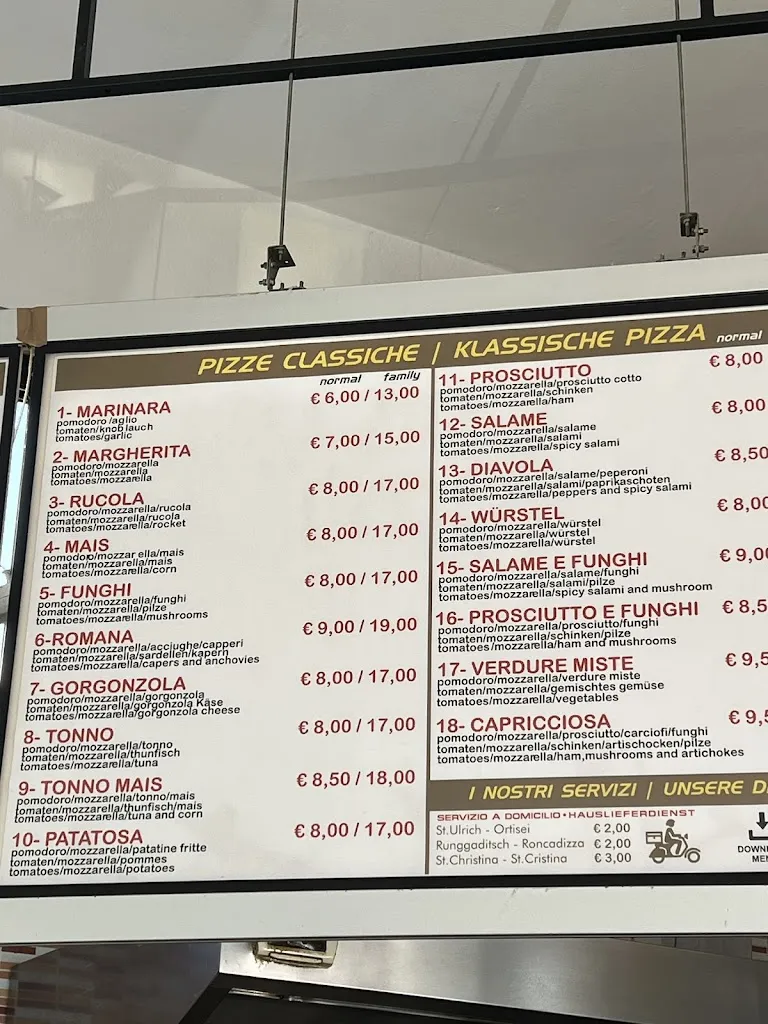 PIZZE CLASSICHE | KLASSISCHE PIZZA
normal family
1- MARINARA € 6,00 / 13,00
pomodoro /aglio
tomaten/knoblauch
tomatoes/garlic
2- MARGHERITA € 7,00 / 15,00
pomodoro/mozzarella
tomaten/mozzarella
tomatoes/mozzarella
3- RUCOLA € 8,00 / 17,00
pomodoro/mozzarella/rucola
tomaten/mozzarella/rucola
tomatoes/mozzarella/rocket
4- MAIS € 8,00 / 17,00
pomodoro/mozzar ella/mais
tomaten/mozzarella/mais
tomatoes/mozzarella/corn
5- FUNGHI € 8,00 / 17,00
pomodoro/mozzarella/funghi
tomaten/mozzarella/pilze
tomatoes/mozzarella/mushrooms
6-ROMANA € 9,00 / 19,00
pomodoro/mozzarella/acciughe/capperi
tomaten/mozzarella/sardellen/kapern
tomatoes/mozzarella/capers and anchovies
7- GORGONZOLA € 8,00 / 17,00
pomodoro/mozzarella/gorgonzola
tomaten/mozzarella/gorgonzola Käse
tomatoes/mozzarella/gorgonzola cheese
8- TONNO € 8,00 / 17,00
pomodoro/mozzarella/tonno
tomaten/mozzarella/thunfisch
tomatoes/mozzarella/tuna
9- TONNO MAIS € 8,50 / 18,00
pomodoro/mozzarella/tonno/mais
tomaten/mozzarella/thunfisch/mais
tomatoes/mozzarella/tuna and corn
10- PATATOSA € 8,00 / 17,00
pomodoro/mozzarella/patatine fritte
tomaten/mozzarella/pommes
tomatoes/mozzarella/potatoes
normal
11- PROSCIUTTO € 8,00
pomodoro/mozzarella/prosciutto cotto
tomaten/mozzarella/schinken
tomatoes/mozzarella/ham
12- SALAME € 8,00
pomodoro/mozzarella/salame
tomaten/mozzarella/salami
tomatoes/mozzarella/spicy salami
13- DIAVOLA € 8,50
pomodoro/mozzarella/salame/peperoni
tomaten/mozzarella/salami/paprikaschoten
tomatoes/mozzarella/peppers and spicy salami
14- WÜRSTEL € 8,00
pomodoro/mozzarella/würstel
tomaten/mozzarella/würstel
tomatoes/mozzarella/würstel
15- SALAME E FUNGHI € 9,00
pomodoro/mozzarella/salame/funghi
tomaten/mozzarella/salami/pilze
tomatoes/mozzarella/spicy salami and mushroom
16- PROSCIUTTO E FUNGHI € 8,5
pomodoro/mozzarella/prosciutto/funghi
tomaten/mozzarella/schinken/pilze
tomatoes/mozzarella/ham and mushrooms
17- VERDURE MISTE € 9,5
pomodoro/mozzarella/verdure miste
tomaten/mozzarella/gemischtes gemüse
tomatoes/mozzarella/vegetables
18- CAPRICCIOSA € 9,5
pomodoro/mozzarella/prosciutto/carciofi/funghi
tomaten/mozzarella/schinken/artischocken/pilze
tomatoes/mozzarella/ham,mushrooms and artichokes
I NOSTRI SERVIZI | UNSERE DI
SERVIZIO A DOMICILIO • HAUSLIEFERDIENST
St.Ulrich - Ortisei € 2,00
Runggaditsch - Roncadizza € 2,00
St.Christina - St.Cristina € 3,00
DOWN
MEN